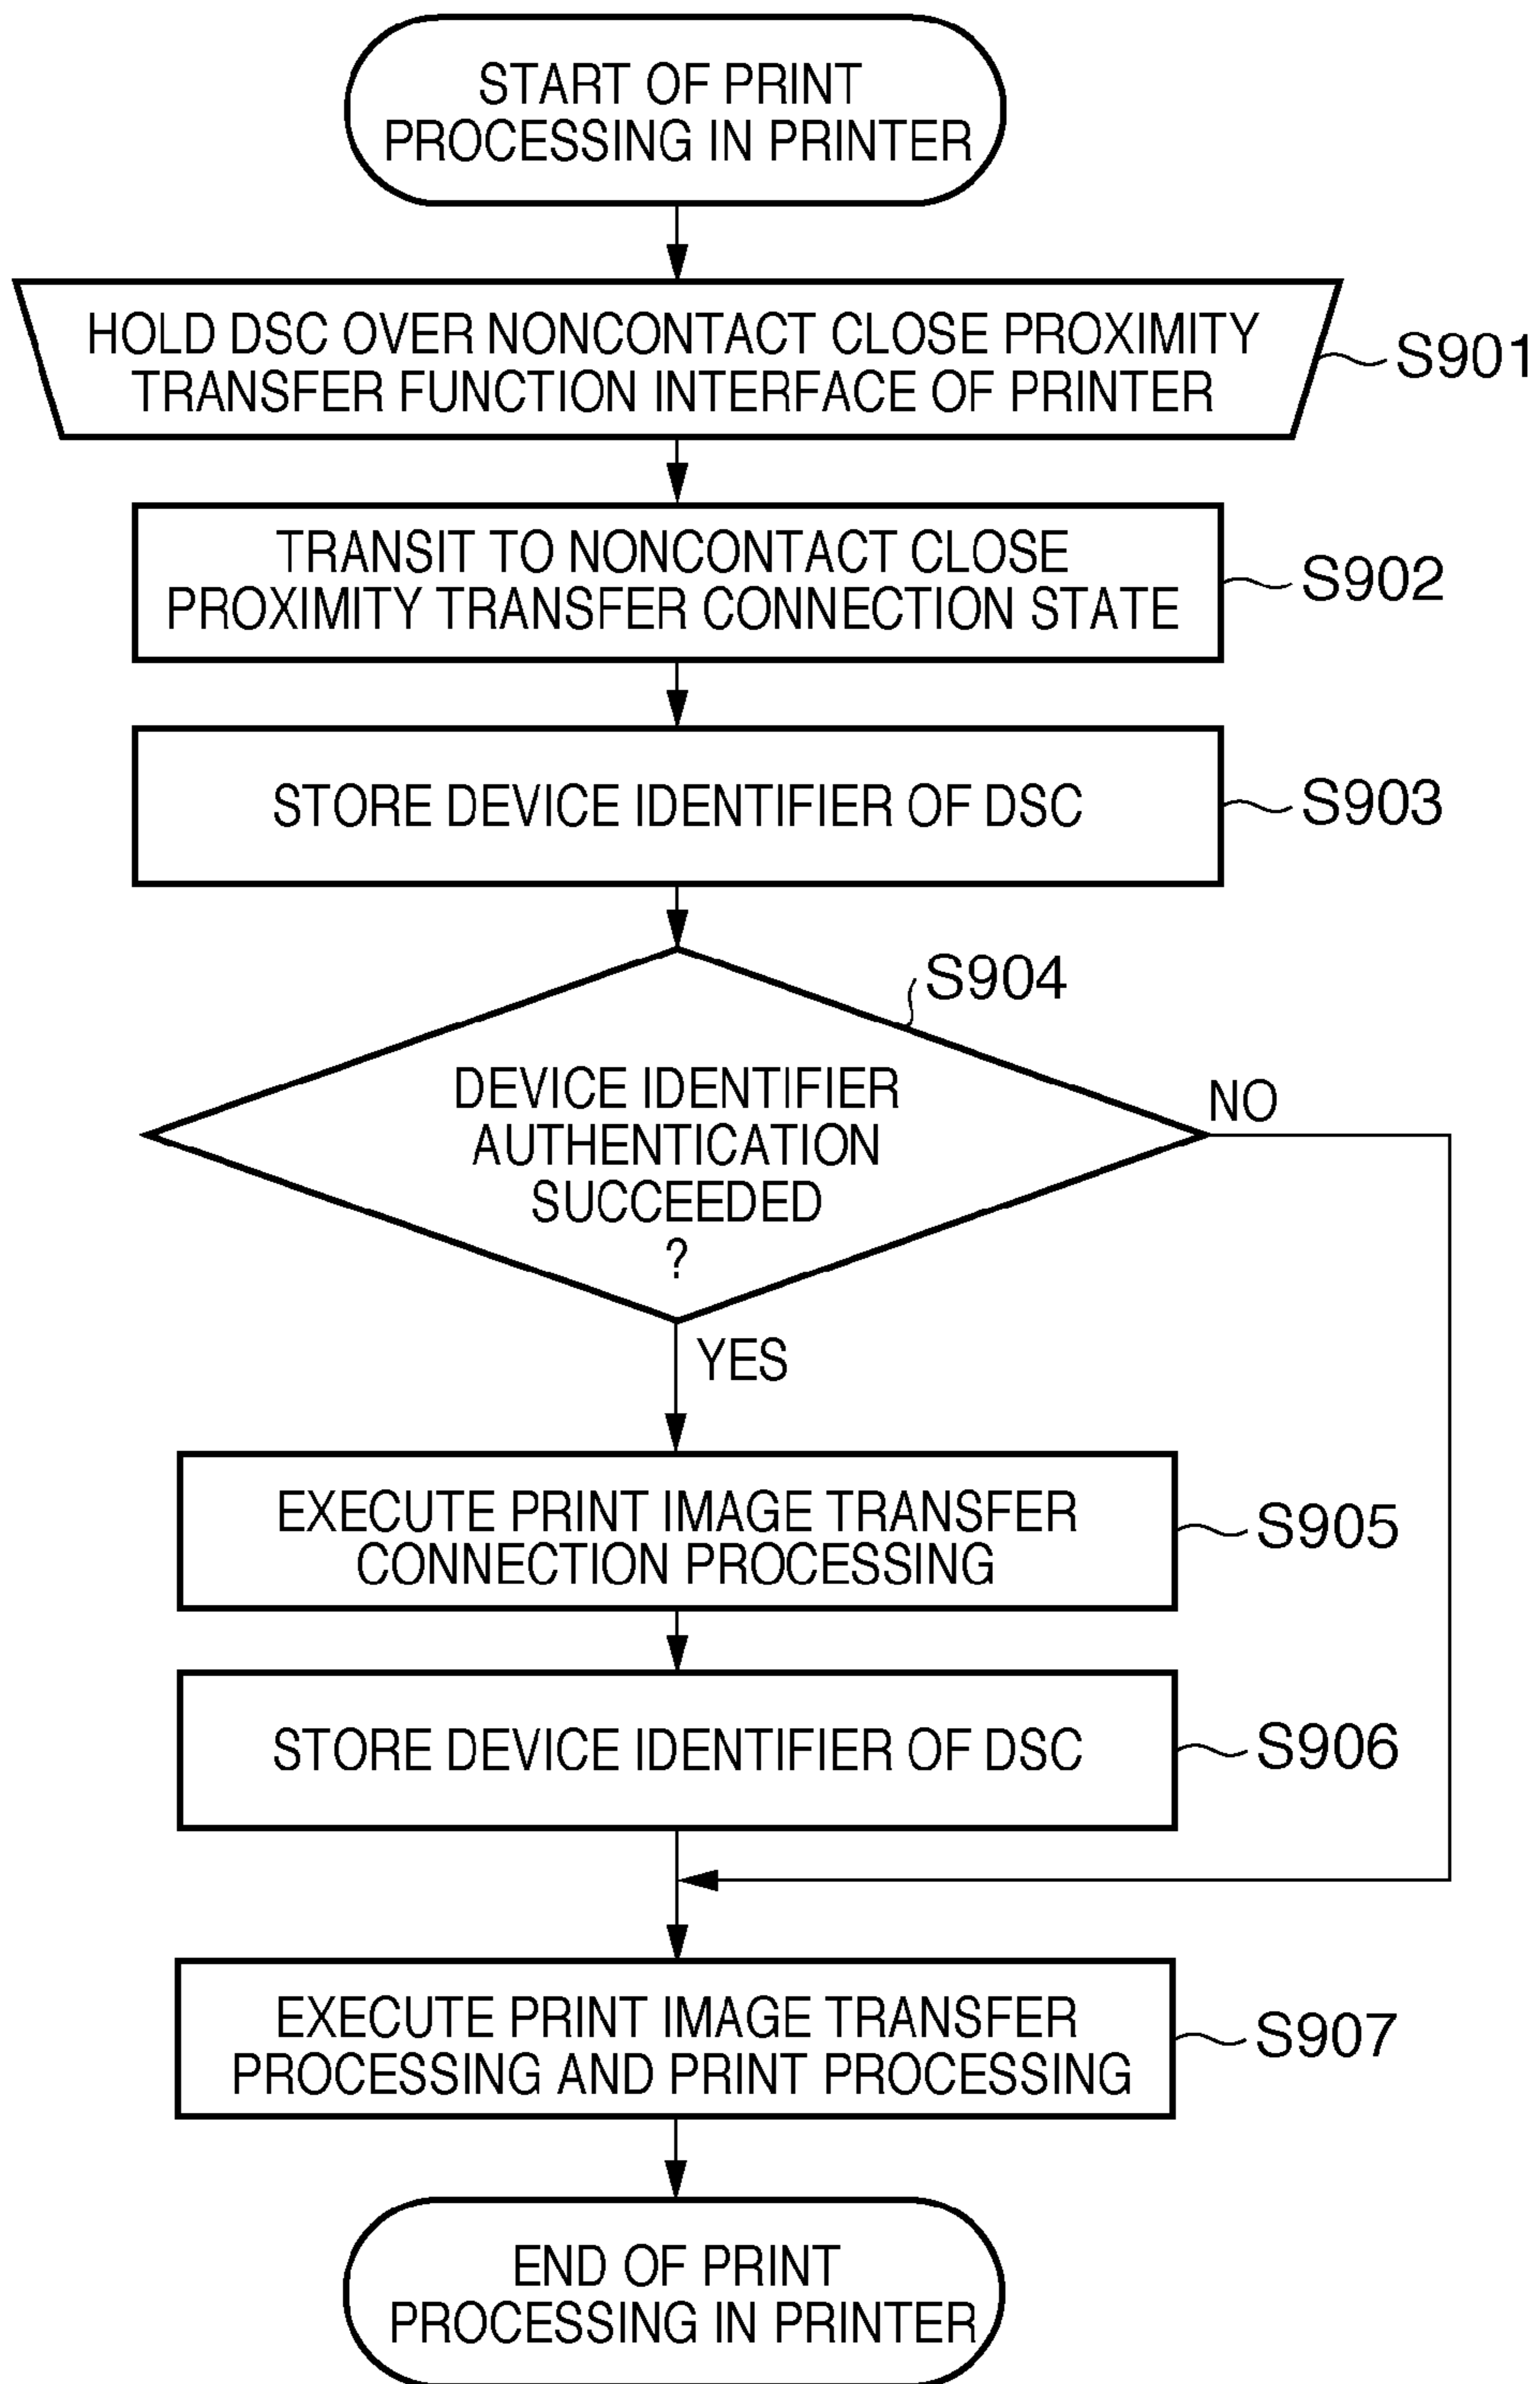 START OF PRINT
PROCESSING IN PRINTER
HOLD DSC OVER NONCONTACT CLOSE PROXIMITY
TRANSFER FUNCTION INTERFACE OF PRINTER
S901
TRANSIT TO NONCONTACT CLOSE
PROXIMITY TRANSFER CONNECTION STATE
S902
STORE DEVICE IDENTIFIER OF DSC
S903
S904
DEVICE IDENTIFIER
AUTHENTICATION
SUCCEEDED
?
NO
YES
EXECUTE PRINT IMAGE TRANSFER
CONNECTION PROCESSING
S905
STORE DEVICE IDENTIFIER OF DSC
S906
EXECUTE PRINT IMAGE TRANSFER
PROCESSING AND PRINT PROCESSING
S907
END OF PRINT
PROCESSING IN PRINTER